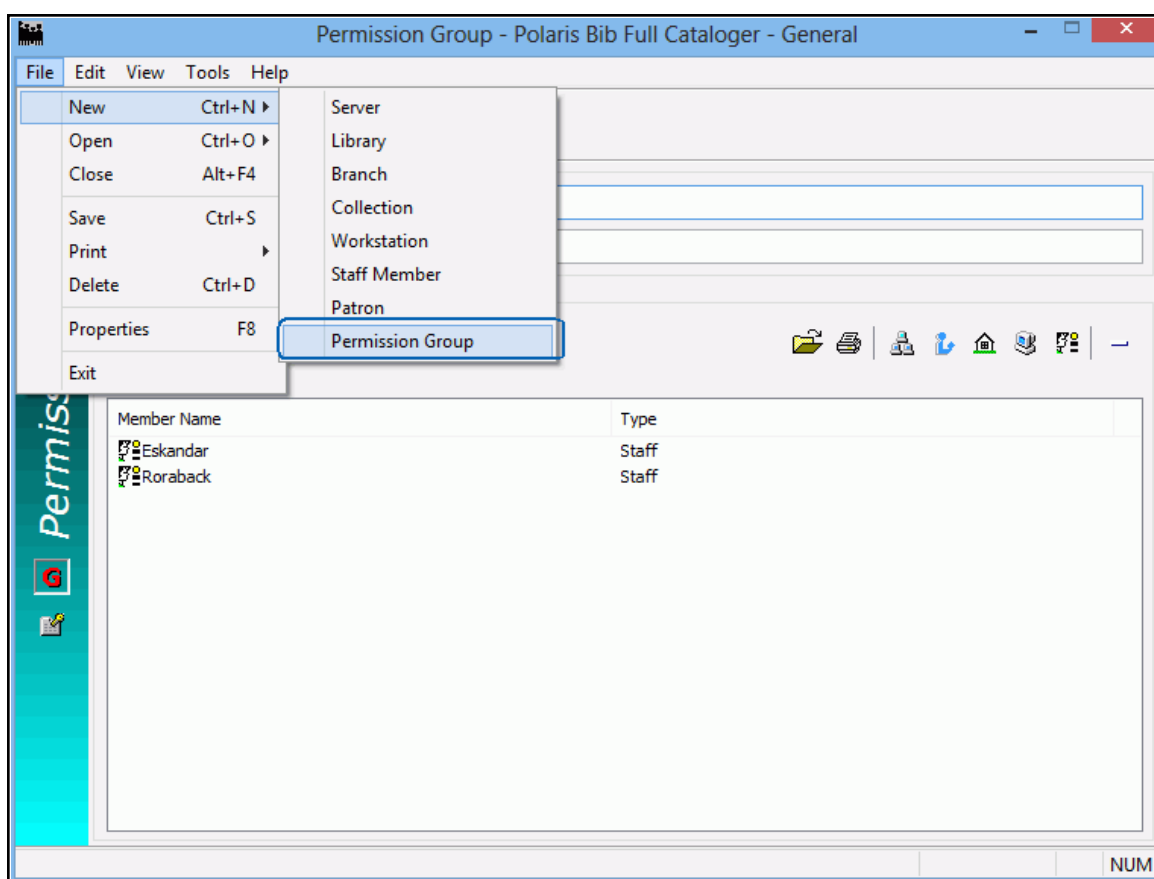 Permission Group - Polaris Bib Full Cataloger - General
File Edit View Tools Help
New Ctrl+N
Open Ctrl+O
Close Alt+F4
Save Ctrl+S
Print
Delete Ctrl+D
Properties F8
Exit
Server
Library
Branch
Collection
Workstation
Staff Member
Patron
Permission Group
Permiss
G
Member Name Type
Eskandar Staff
Roraback Staff
NUM